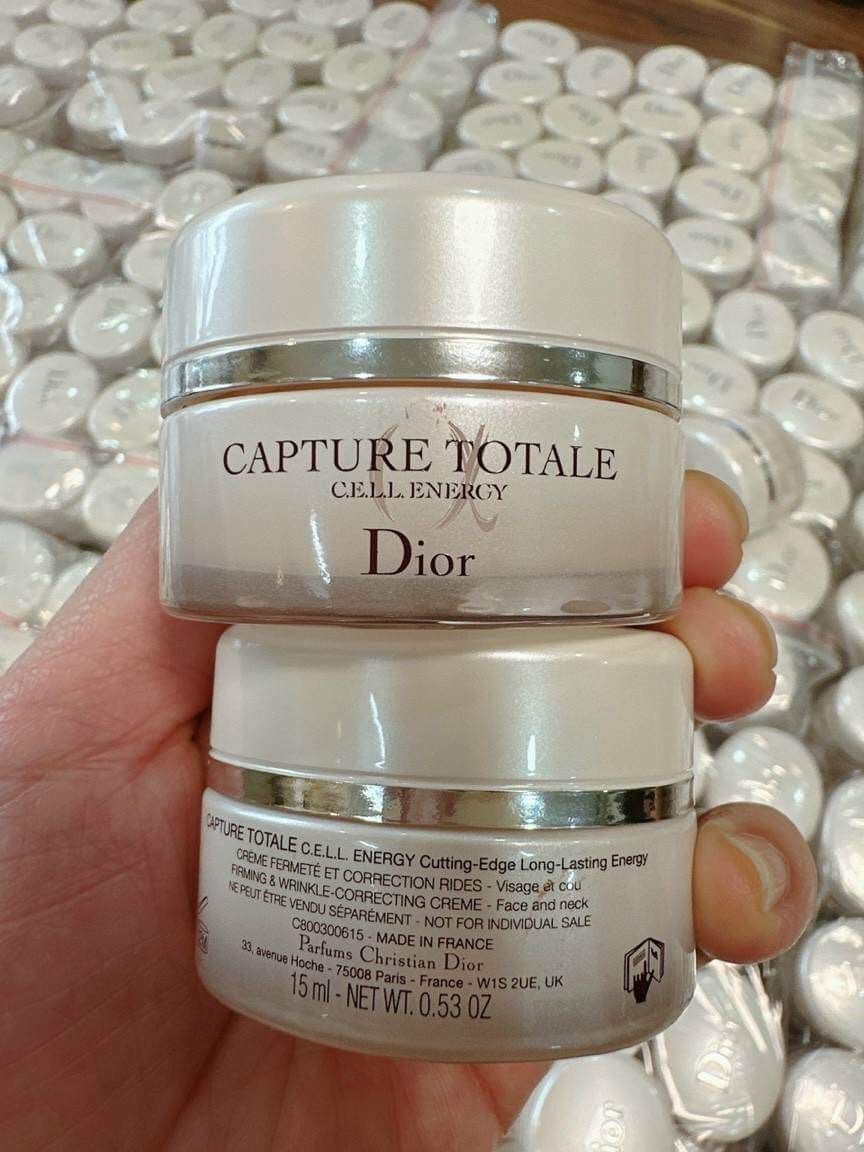 CAPTURE TOTALE
C.E.L.L. ENERGY
Dior
CAPTURE TOTALE C.E.L.L. ENERGY Cutting-Edge Long-Lasting Energy
CRÈME FERMETÉ ET CORRECTION RIDES - Visage et cou
FIRMING & WRINKLE-CORRECTING CREME - Face and neck
NE PEUT ÊTRE VENDU SÉPARÉMENT - NOT FOR INDIVIDUAL SALE
C800300615 - MADE IN FRANCE
Parfums Christian Dior
33, avenue Hoche - 75008 Paris - France - W1S 2UE, UK
15 ml - NET WT. 0.53 OZ
Dior
Dior
Dior